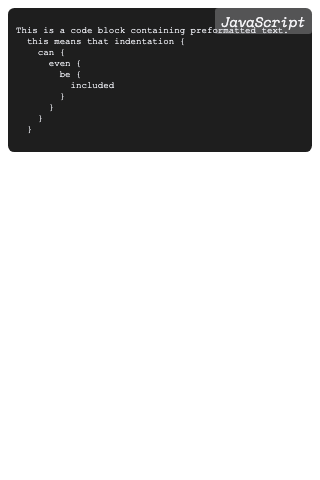 JavaScript
This is a code block containing preformatted text.
  this means that indentation {
    can {
      even {
        be {
          included
        }
      }
    }
  }